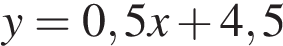 y = 0,5x + 4,5